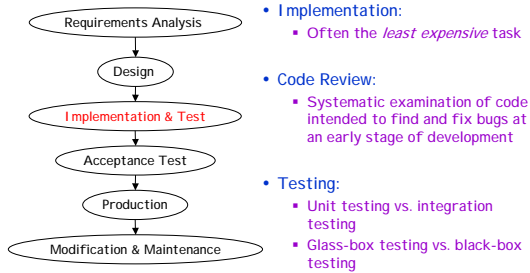 Requirements Analysis
Design
Implementation & Test
Acceptance Test
Production
Modification & Maintenance
• Implementation:
▪ Often the least expensive task
• Code Review:
▪ Systematic examination of code
intended to find and fix bugs at
an early stage of development
• Testing:
▪ Unit testing vs. integration
testing
▪ Glass-box testing vs. black-box
testing